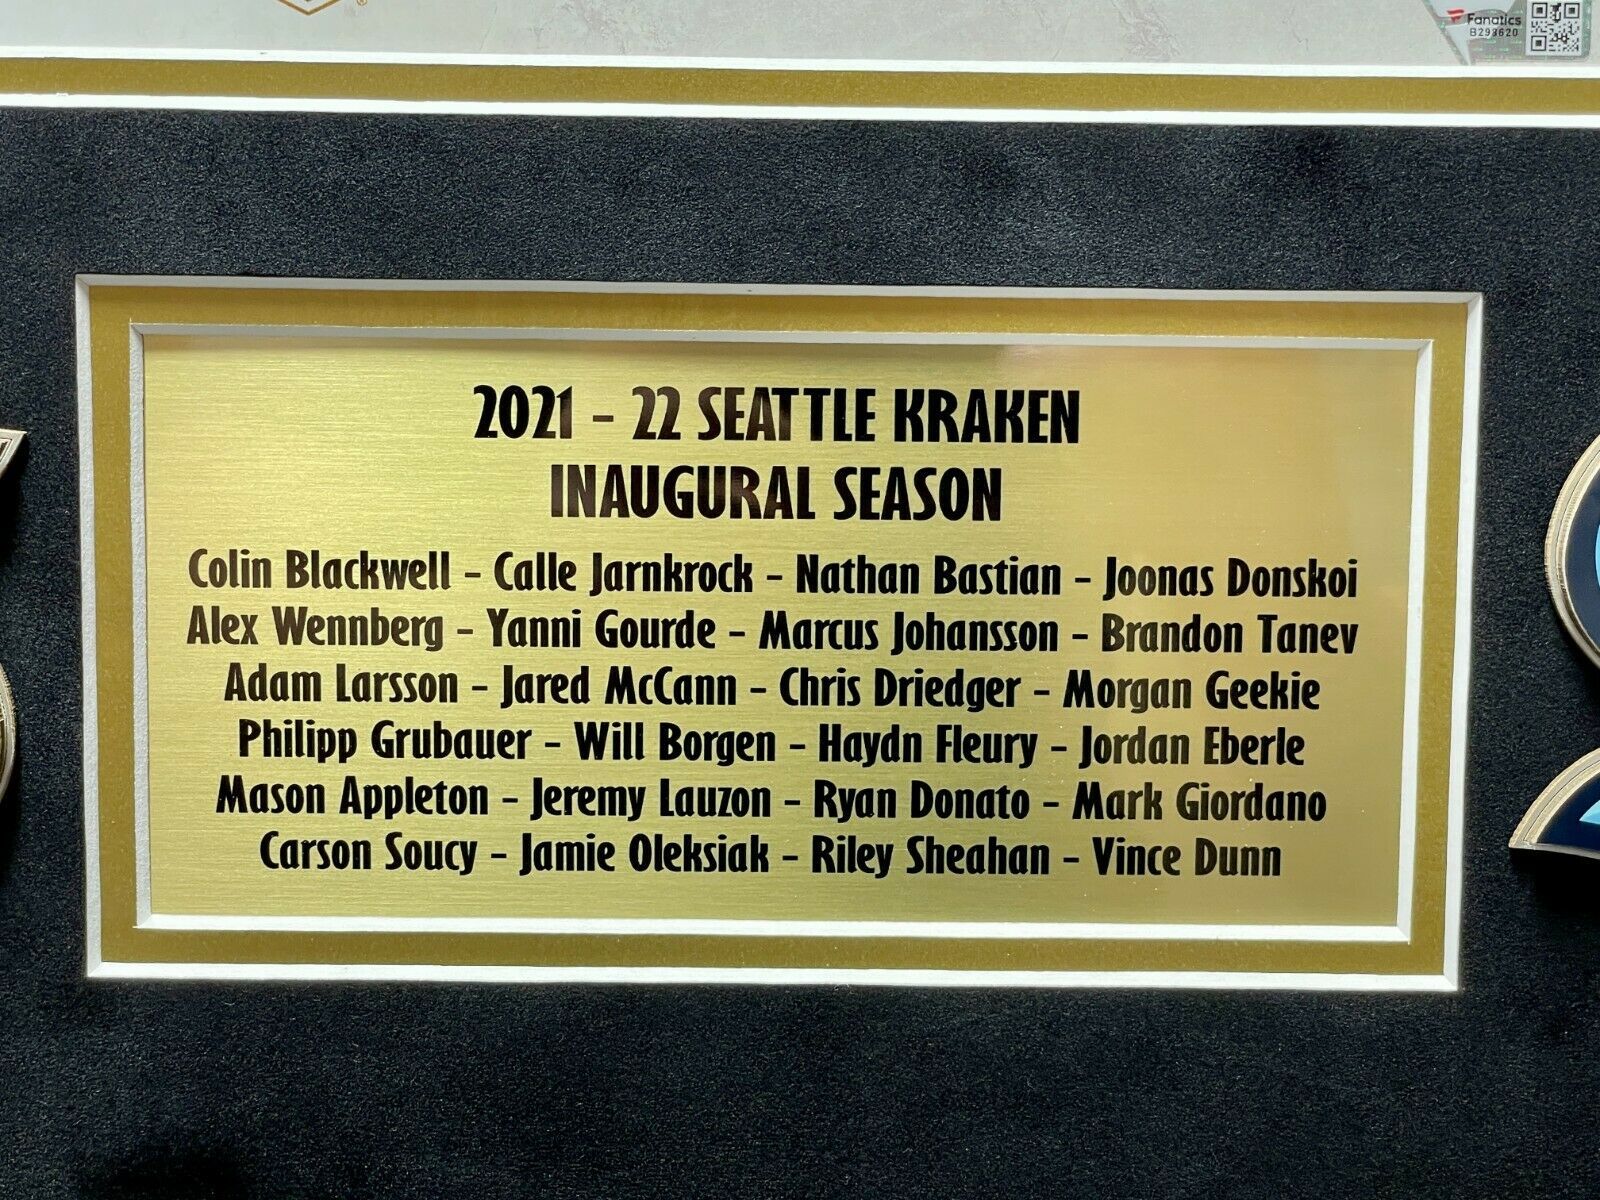 Fanatics
B298620
2021 - 22 SEATTLE KRAKEN
INAUGURAL SEASON
Colin Blackwell - Calle Jarnkrock - Nathan Bastian - Joonas Donskoi
Alex Wennberg - Yanni Gourde - Marcus Johansson - Brandon Tanev
Adam Larsson - Jared McCann - Chris Driedger - Morgan Geekie
Philipp Grubauer - Will Borgen - Haydn Fleury - Jordan Eberle
Mason Appleton - Jeremy Lauzon - Ryan Donato - Mark Giordano
Carson Soucy - Jamie Oleksiak - Riley Sheahan - Vince Dunn